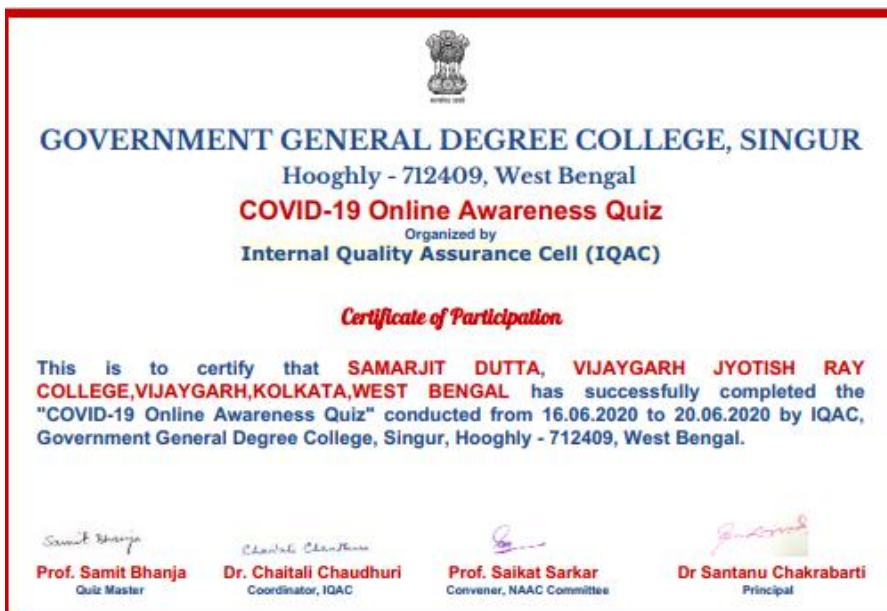 GOVERNMENT GENERAL DEGREE COLLEGE, SINGUR
Hooghly - 712409, West Bengal
COVID-19 Online Awareness Quiz
Organized by
Internal Quality Assurance Cell (IQAC)
Certificate of Participation
This is to certify that SAMARJIT DUTTA, VIJAYGARH JYOTISH RAY
COLLEGE,VIJAYGARH,KOLKATA,WEST BENGAL has successfully completed the
"COVID-19 Online Awareness Quiz" conducted from 16.06.2020 to 20.06.2020 by IQAC,
Government General Degree College, Singur, Hooghly - 712409, West Bengal.
Samit Bhanja
Chaitali Chaudhuri
Prof. Samit Bhanja Dr. Chaitali Chaudhuri Prof. Saikat Sarkar Dr Santanu Chakrabarti
Quiz Master Coordinator, IQAC Convener, NAAC Committee Principal